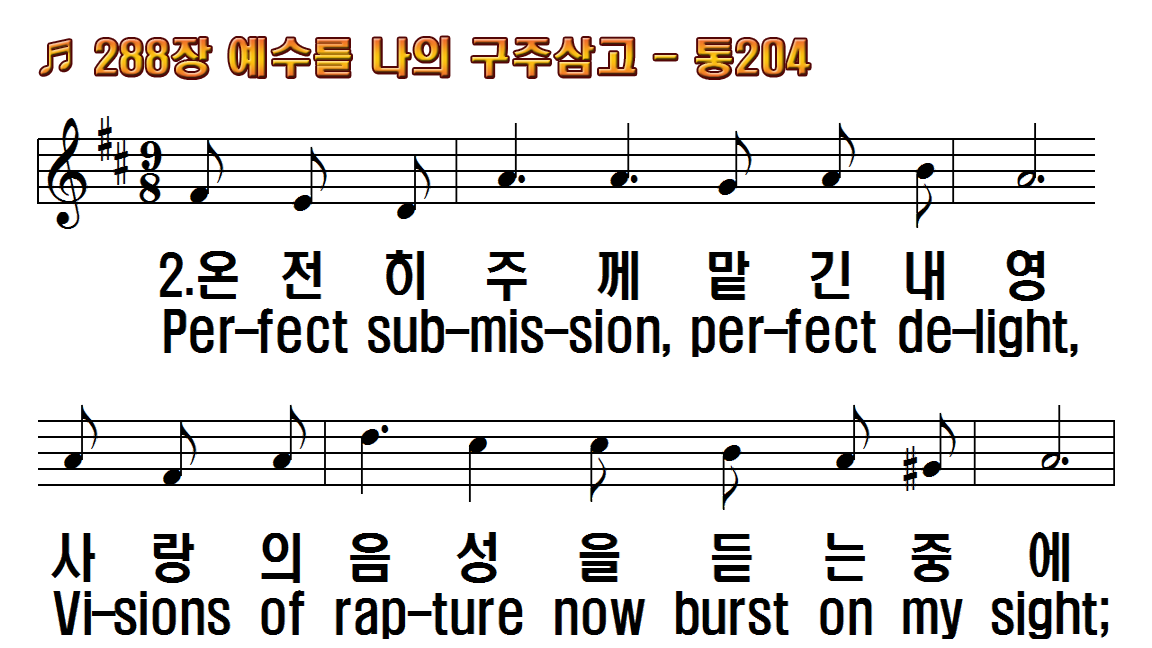 ♬ 288장 예수를 나의 구주삼고 - 통204
9
8
2.온 전 히 주 께 맡 긴 내 영
Per-fect sub-mis-sion, per-fect de-light,
사 랑 의 음 성 을 듣 는 중 에
Vi-sions of rap-ture now burst on my sight;